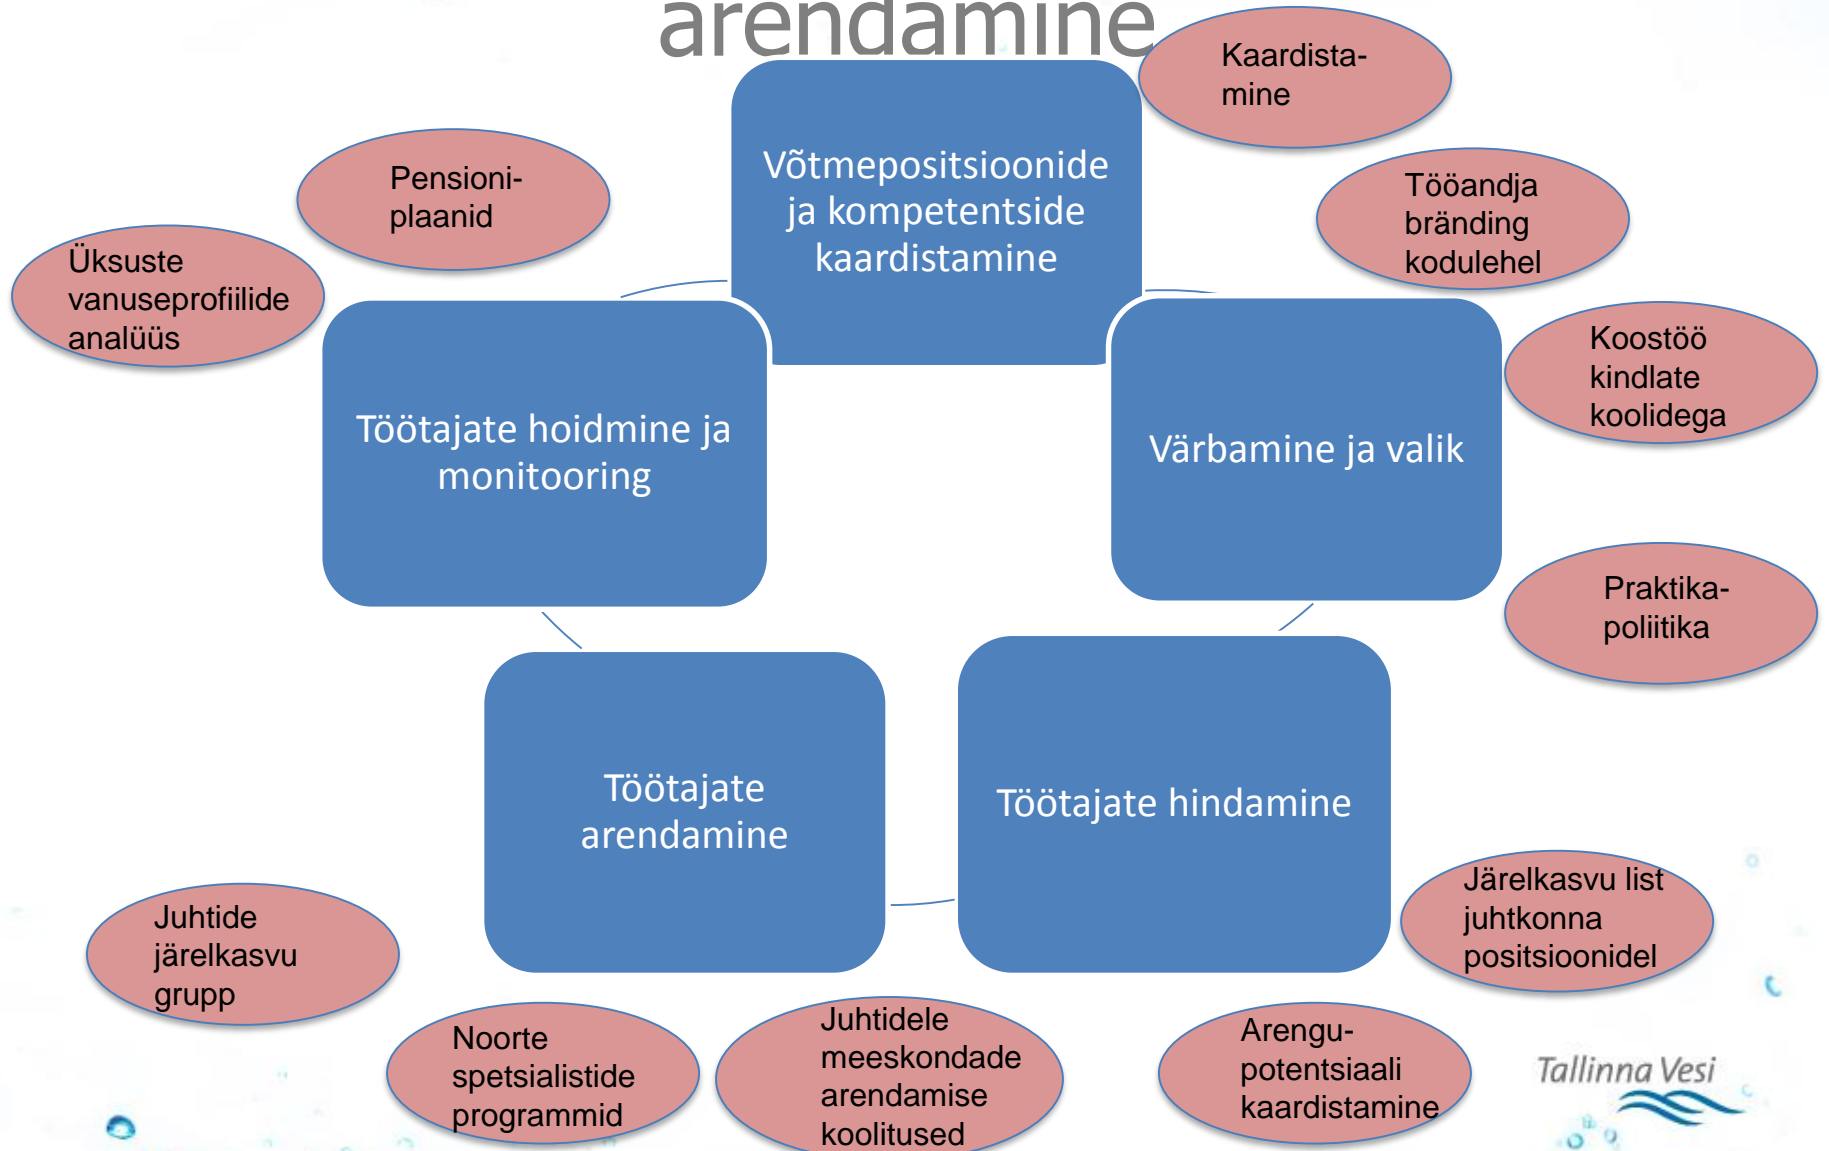 arendamine
Kaardista-
mine
Võtmepositsioonide
ja kompetentside
kaardistamine
Pensioni-
plaanid
Tööandja
bränding
kodulehel
Üksuste
vanuseprofiilide
analüüs
Koostöö
kindlate
koolidega
Töötajate hoidmine ja
monitooring
Värbamine ja valik
Praktika-
poliitika
Töötajate
arendamine
Töötajate hindamine
Järelkasvu list
juhtkonna
positsioonidel
Juhtide
järelkasvu
grupp
Noorte
spetsialistide
programmid
Juhtidele
meeskondade
arendamise
koolitused
Arengu-
potentsiaali
kaardistamine
Tallinna Vesi